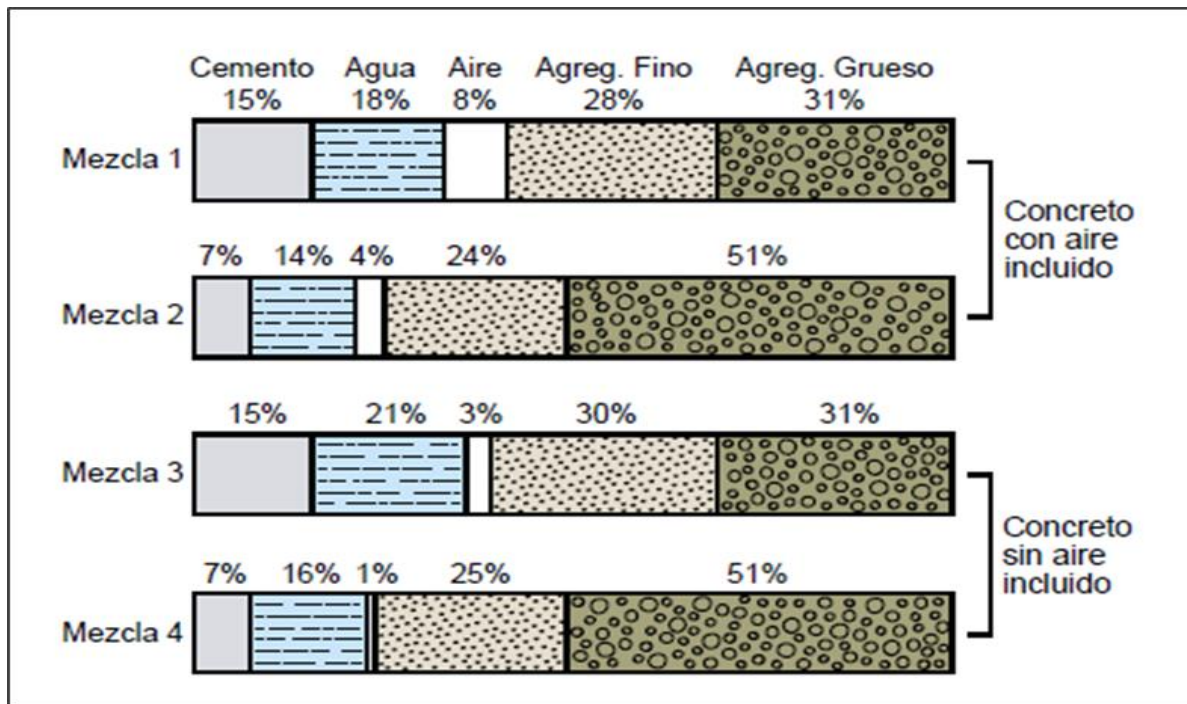 Cemento Agua Aire Agreg. Fino Agreg. Grueso
15% 18% 8% 28% 31%
Mezcla 1
Concreto
con aire
incluido
7% 14% 4% 24% 51%
Mezcla 2
15% 21% 3% 30% 31%
Mezcla 3
Concreto
sin aire
incluido
7% 16% 1% 25% 51%
Mezcla 4